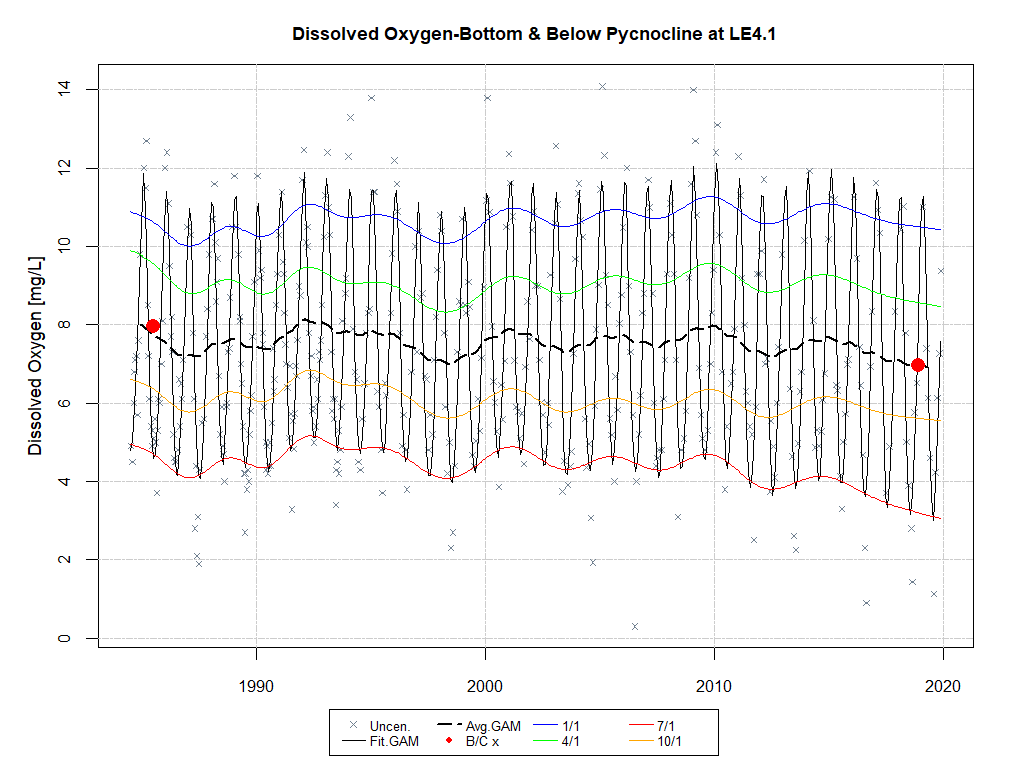 Dissolved Oxygen-Bottom & Below Pycnocline at LE4.1
Dissolved Oxygen [mg/L]
14
12
10
8
6
4
2
0
1990 2000 2010 2020
Uncen. Avg.GAM 1/1 7/1
Fit.GAM B/C x 4/1 10/1